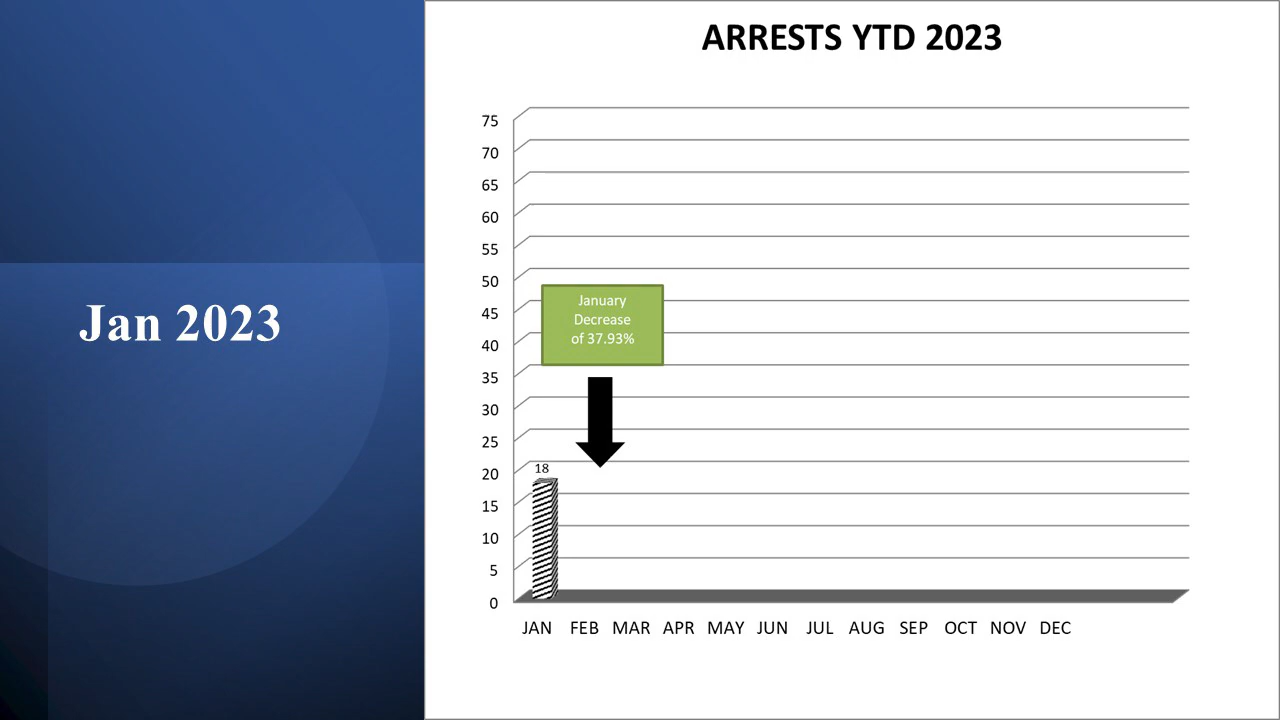 ARRESTS YTD 2023
Jan 2023
75
70
65
60
55
50
45
40
35
30
25
20
15
10
5
0
January
Decrease
of 37.93%
18
JAN FEB MAR APR MAY JUN JUL AUG SEP OCT NOV DEC